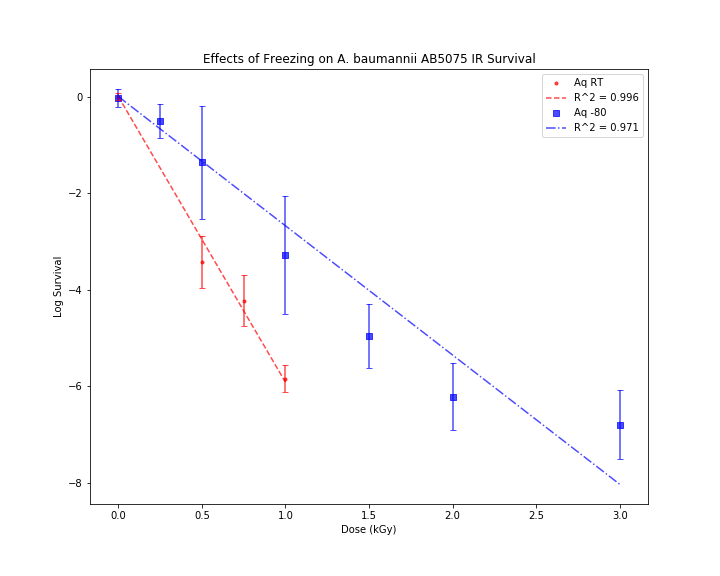 Effects of Freezing on A. baumannii AB5075 IR Survival
Aq RT
R^2 = 0.996
Aq -80
R^2 = 0.971
0
−2
−4
−6
−8
Log Survival
0.0 0.5 1.0 1.5 2.0 2.5 3.0
Dose (kGy)